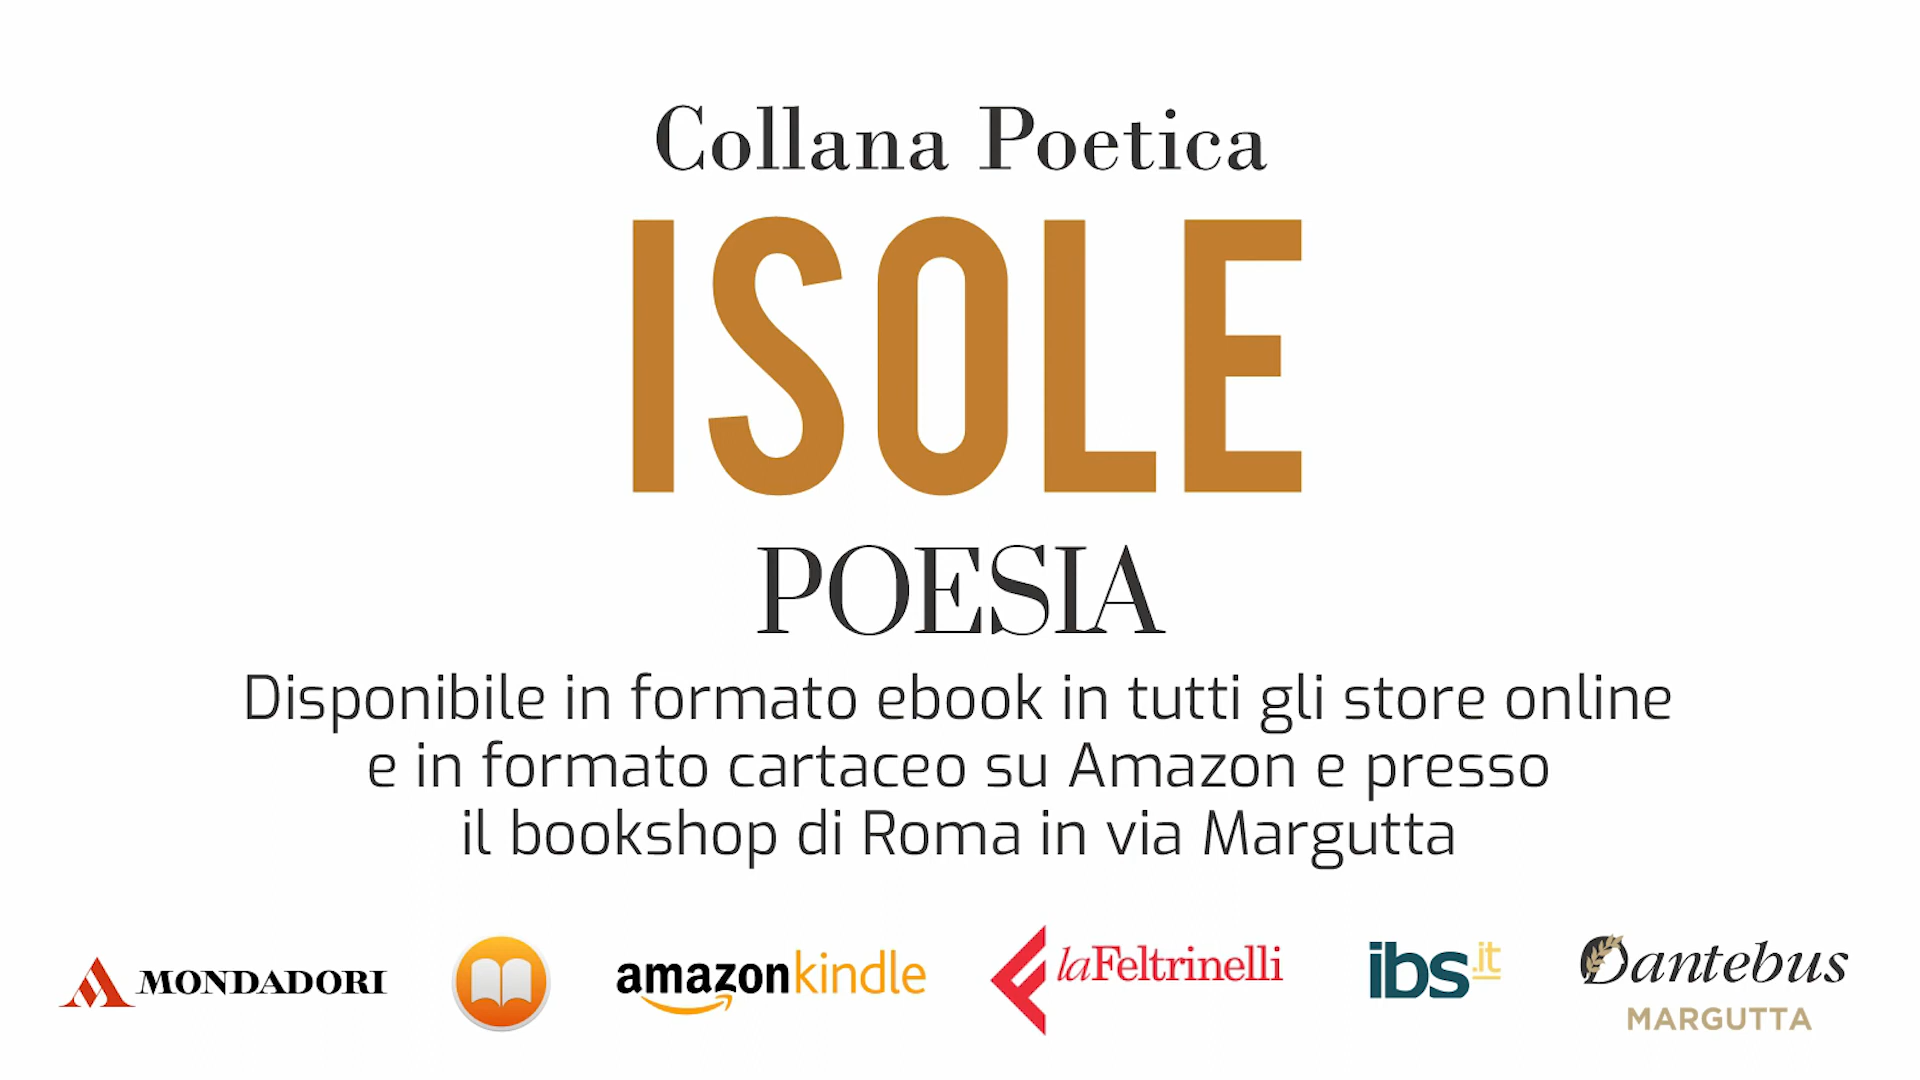 Collana Poetica
ISOLE
POESIA
Disponibile in formato ebook in tutti gli store online
e in formato cartaceo su Amazon e presso
il bookshop di Roma in via Margutta
MONDADORI
amazonkindle
laFeltrinelli
ibs.it
Dantebus
MARGUTTA